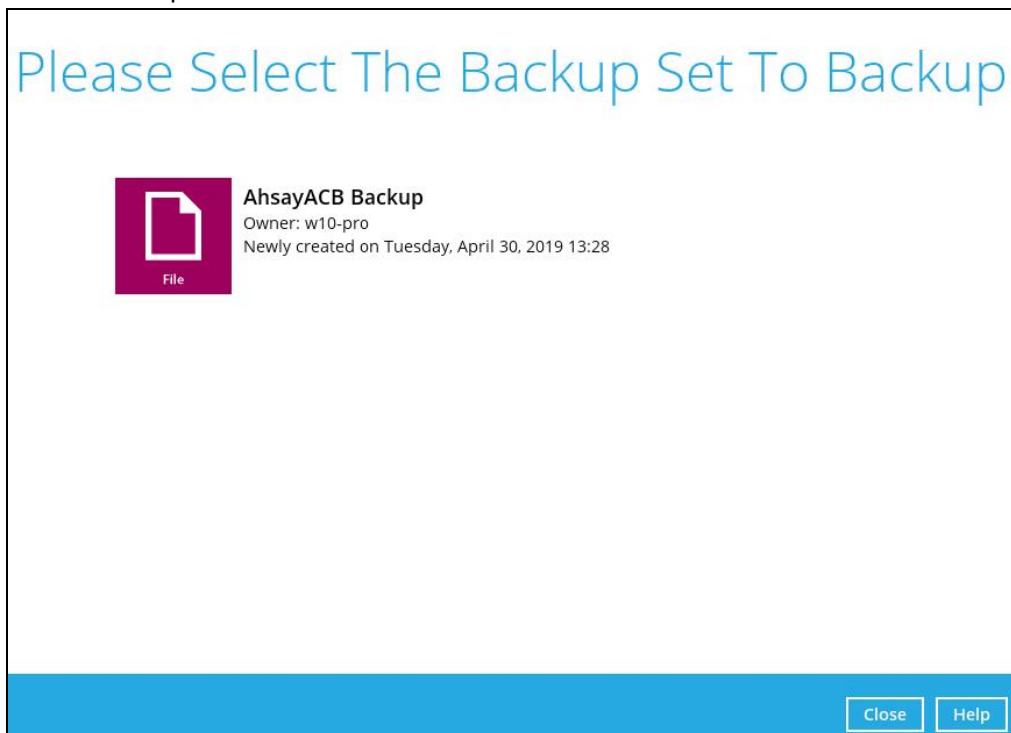 Please Select The Backup Set To Backup
AhsayACB Backup
Owner: w10-pro
Newly created on Tuesday, April 30, 2019 13:28
File
Close
Help